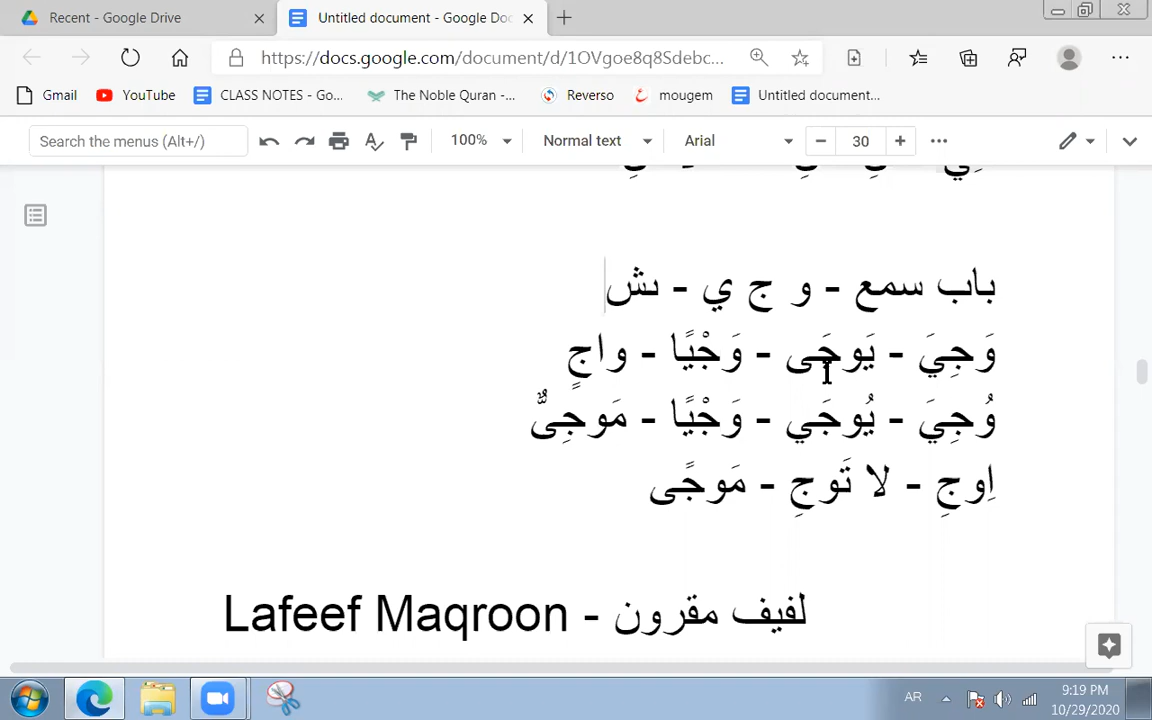 Recent - Google Drive
Untitled document - Google Doc
https://docs.google.com/document/d/1OVgoe8q8Sdebc...
Gmail
YouTube
CLASS NOTES - Go...
The Noble Quran -...
Reverso
mougem
Untitled document...
Search the menus (Alt+/)
100%
Normal text
Arial
30
باب سمع - و ج ي -
وَجِيَ - يَوجَى - وَجْيًا - واجٍ
وُجِيَ - يُوجَي - وَجْيًا - مَوجِىٌّ
اِوجِ - لا تَوجِ - مَوجًى
Lafeef Maqroon - لفيف مقرون
AR
9:19 PM
10/29/2020